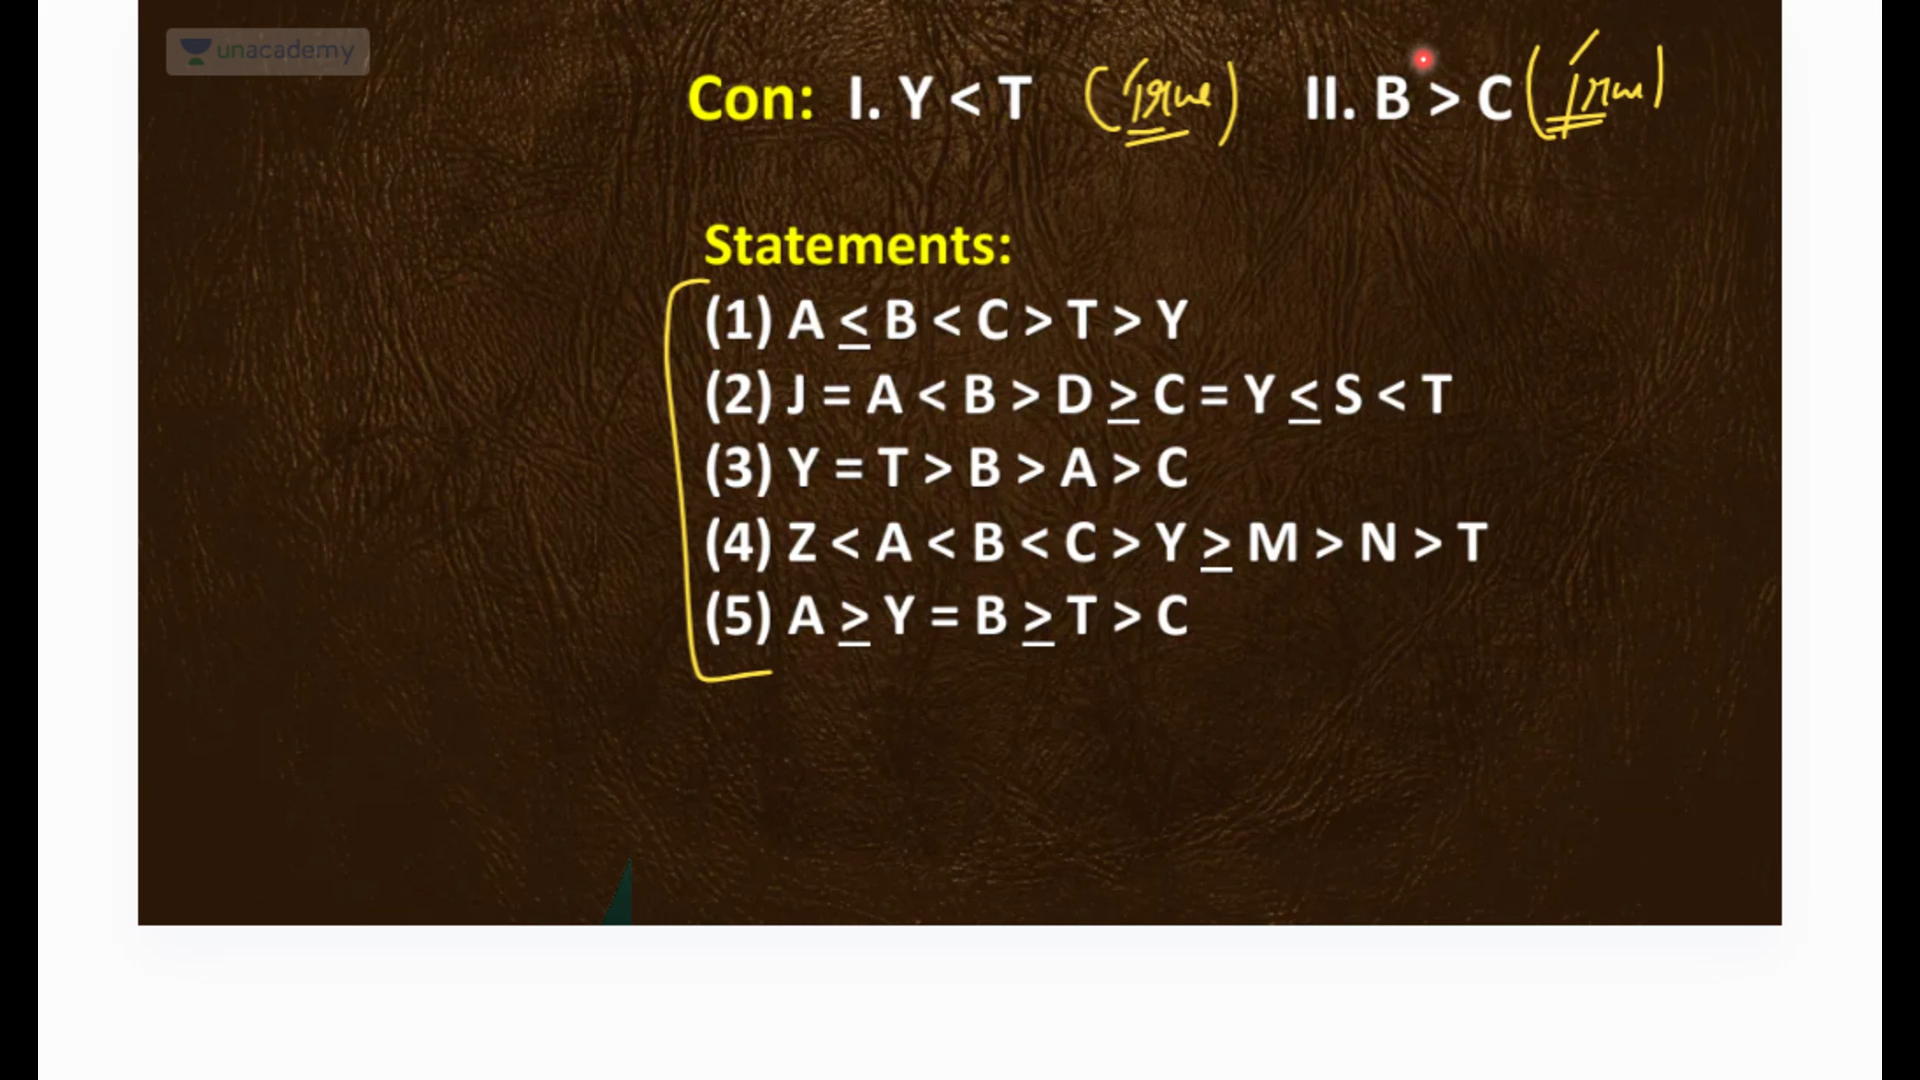 unacademy
Con: I. Y < T (True) II. B > C (True)
Statements:
(1) A ≤ B < C > T > Y
(2) J = A < B > D ≥ C = Y ≤ S < T
(3) Y = T > B > A > C
(4) Z < A < B < C > Y ≥ M > N > T
(5) A ≥ Y = B ≥ T > C